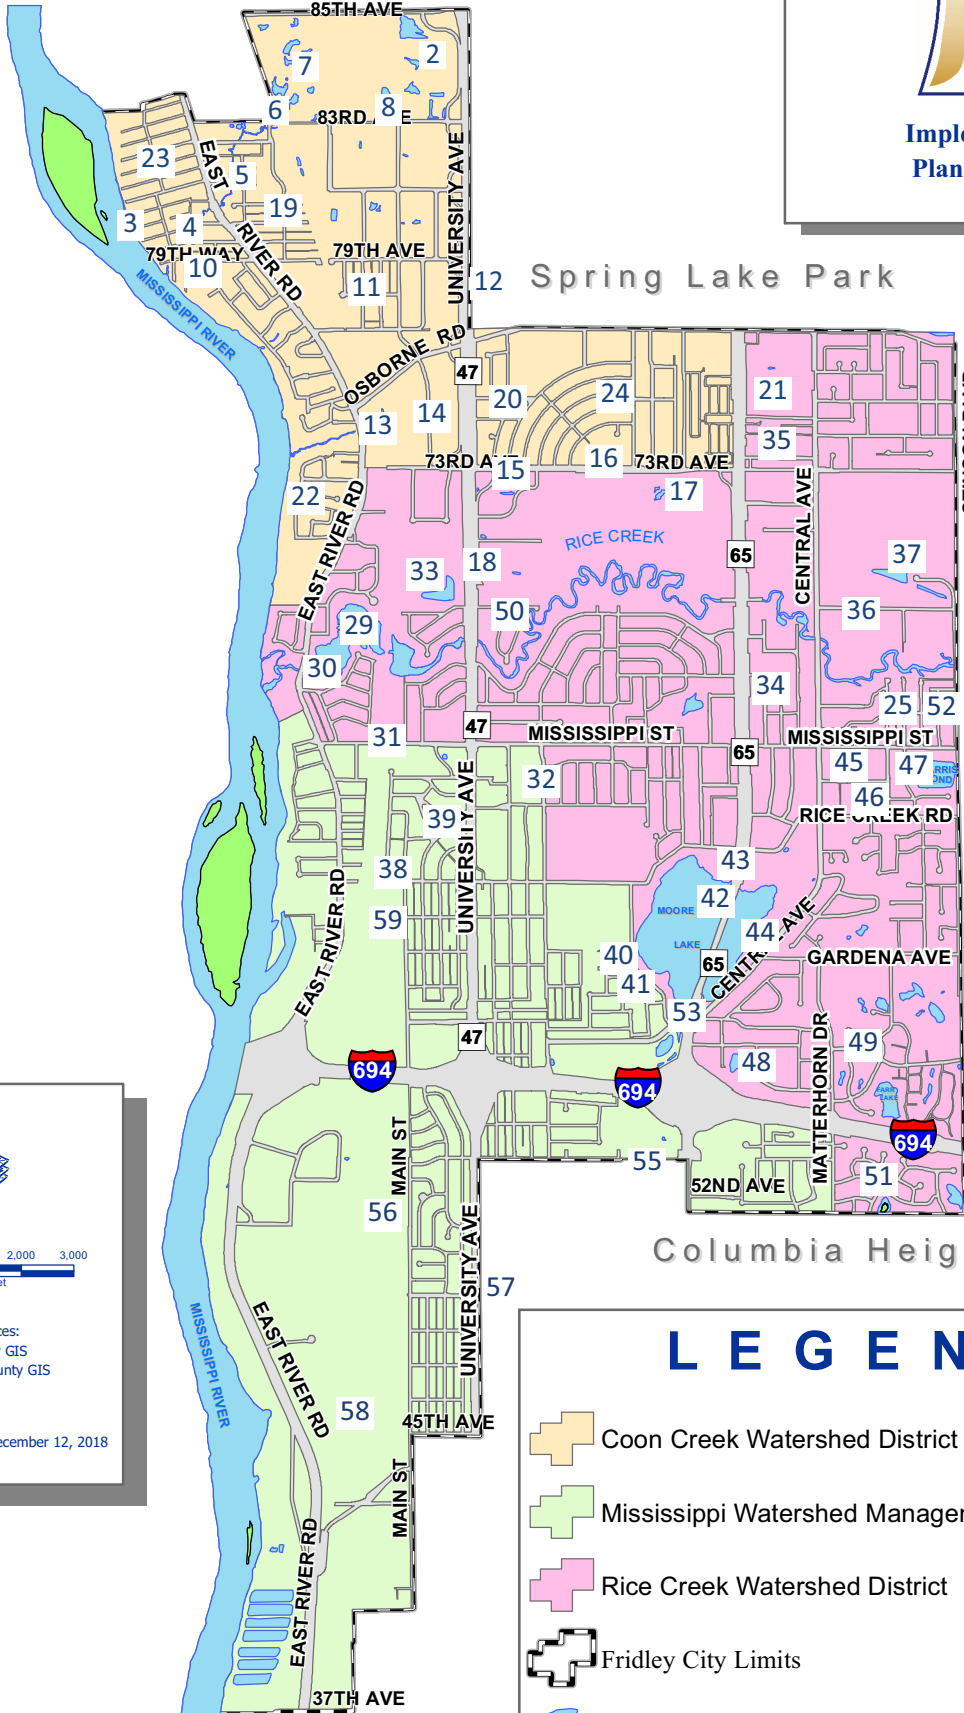 85TH AVE
2
7
Imple
Plan
6
8
83RD AVE
UNIVERSITY AVE
23
EAST RIVER RD
5
3
4
19
79TH WAY
79TH AVE
10
11
12
Spring Lake Park
MISSISSIPPI RIVER
OSBORNE RD
47
20
24
21
13
14
35
73RD AVE
15
16
73RD AVE
22
17
EAST RIVER RD
CENTRAL AVE
RICE CREEK
65
37
33
18
50
36
29
30
34
25
52
47
31
MISSISSIPPI ST
MISSISSIPPI ST
65
32
45
47
46
RICE CREEK RD
39
UNIVERSITY AVE
38
43
42
MOORE
LAKE
59
EAST RIVER RD
44
CENTRAL AVE
40
41
65
GARDENA AVE
53
47
49
48
MATTERHORN DR
694
694
FARR
LAKE
694
MAIN ST
55
52ND AVE
51
56
UNIVERSITY AVE
Columbia Heig
2,000
3,000
et
57
MISSISSIPPI RIVER
EAST RIVER RD
ces:
GIS
unty GIS
LEGEN
58
45TH AVE
ecember 12, 2018
Coon Creek Watershed District
MAIN ST
Mississippi Watershed Manager
EAST RIVER RD
Rice Creek Watershed District
Fridley City Limits
37TH AVE